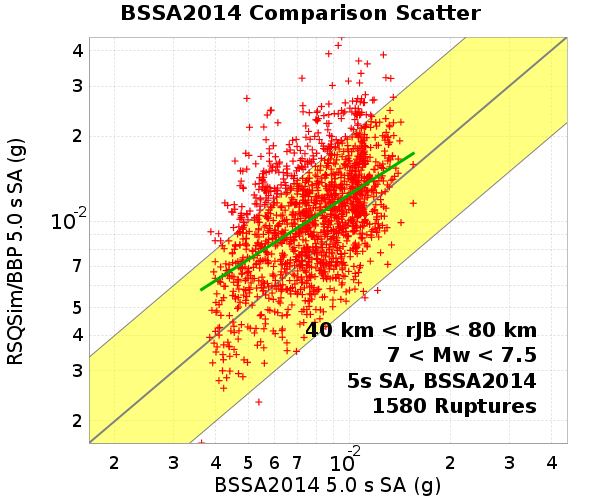 BSSA2014 Comparison Scatter
RSQSim/BBP 5.0 s SA (g)
4
3
2
10-2
7
5
4
3
2
40 km < rJB < 80 km
7 < Mw < 7.5
5s SA, BSSA2014
1580 Ruptures
2 3 4 5 6 7 10-2 2 3 4
BSSA2014 5.0 s SA (g)